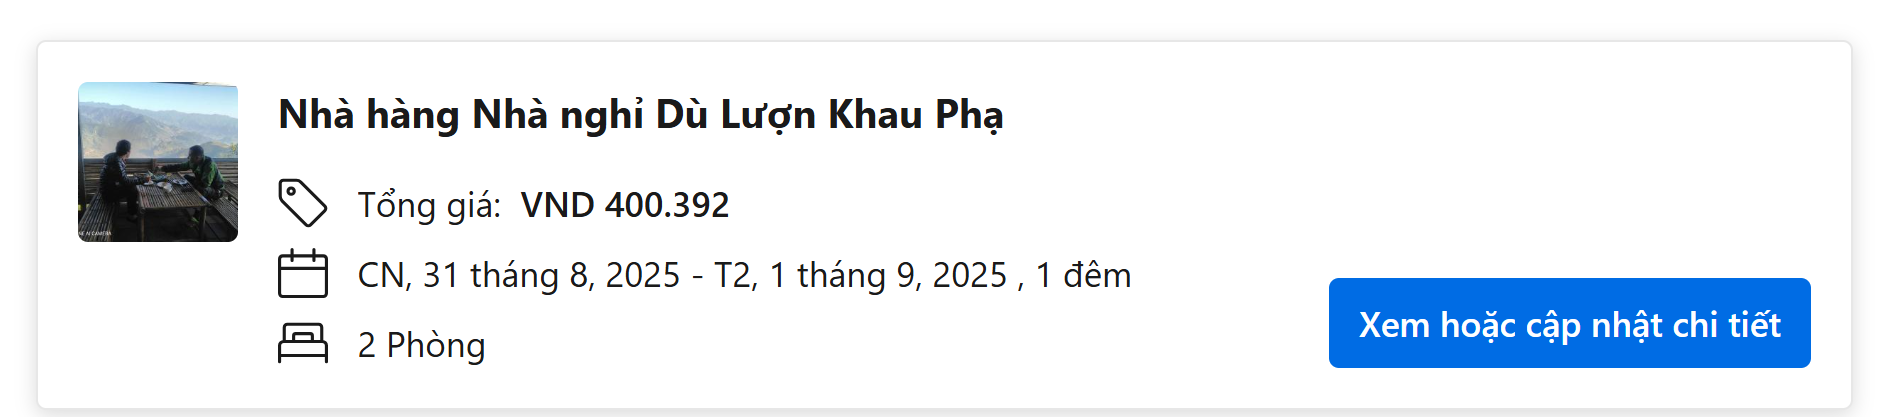 Nhà hàng Nhà nghỉ Dù Lượn Khau Phạ
Tổng giá: VND 400.392
CN, 31 tháng 8, 2025 - T2, 1 tháng 9, 2025 , 1 đêm
2 Phòng
Xem hoặc cập nhật chi tiết